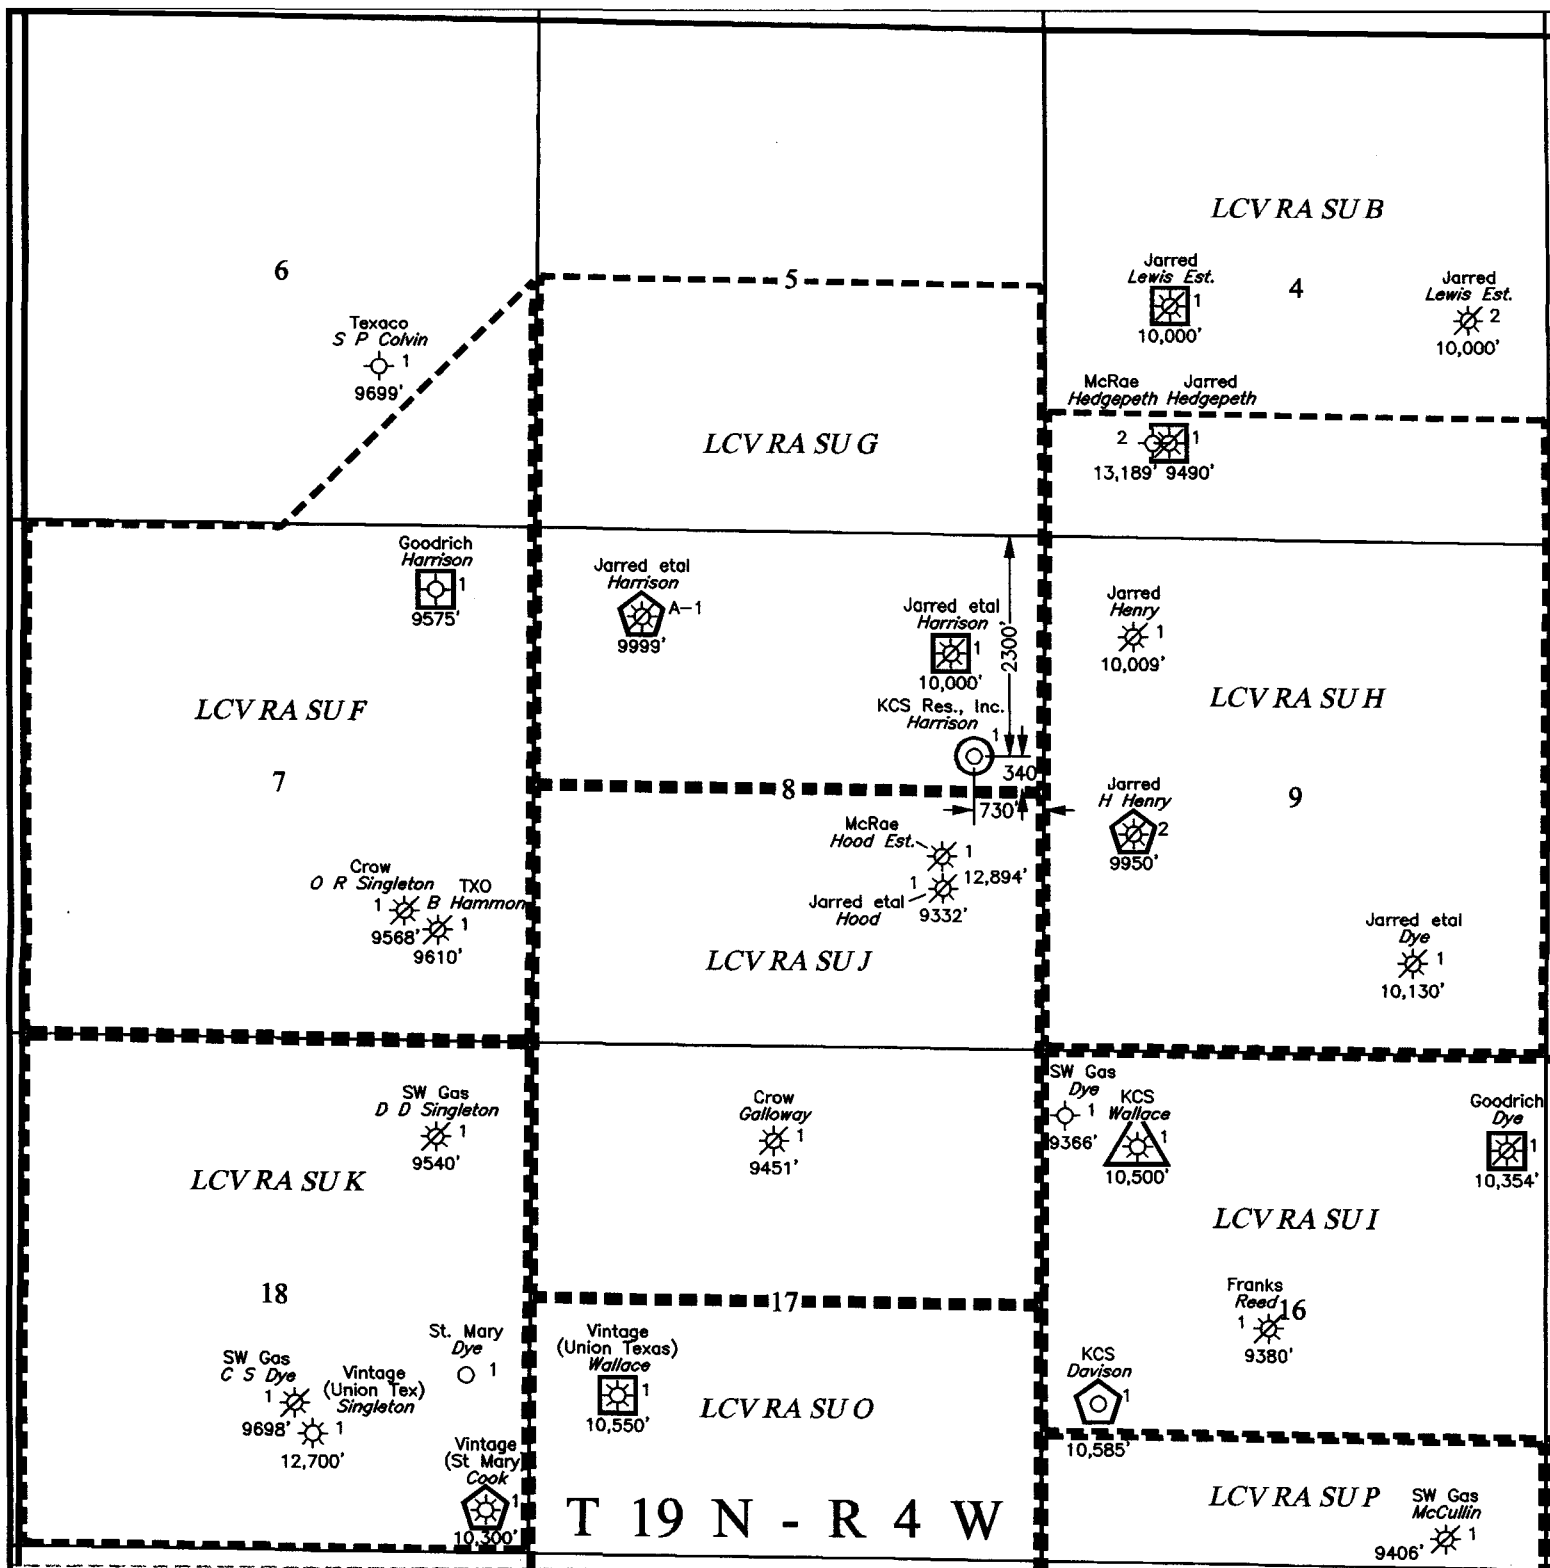 LCV RA SU B
6
5
4
Jarred
Lewis Est.
1
10,000'
Jarred
Lewis Est.
2
10,000'
Texaco
S P Colvin
1
9699'
McRae Jarred
Hedgepeth Hedgepeth
2 1
13,189' 9490'
LCV RA SU G
Goodrich
Harrison
1
9575'
Jarred etal
Harrison
A-1
9999'
Jarred etal
Harrison
1
10,000'
2300'
KCS Res., Inc.
Harrison
1
340'
730'
Jarred
Henry
1
10,009'
LCV RA SU F
LCV RA SU H
7
8
9
Jarred
H Henry
2
9950'
McRae
Hood Est.
1
12,894'
1
Jarred etal
Hood
9332'
Crow
O R Singleton
1
9568'
TXO
B Hammon
1
9610'
Jarred etal
Dye
1
10,130'
LCV RA SU J
SW Gas
D D Singleton
1
9540'
Crow
Galloway
1
9451'
SW Gas
Dye
1
9366'
KCS
Wallace
1
10,500'
Goodrich
Dye
1
10,354'
LCV RA SU K
LCV RA SU I
18
17
16
Franks
Reed
1
9380'
St. Mary
Dye
1
SW Gas
C S Dye
1
9698'
Vintage
(Union Tex)
Singleton
1
12,700'
Vintage
(Union Texas)
Wallace
1
10,550'
LCV RA SU O
KCS
Davison
1
10,585'
Vintage
(St Mary
Cook
1
10,300'
T 19 N - R 4 W
LCV RA SU P
SW Gas
McCullin
1
9406'